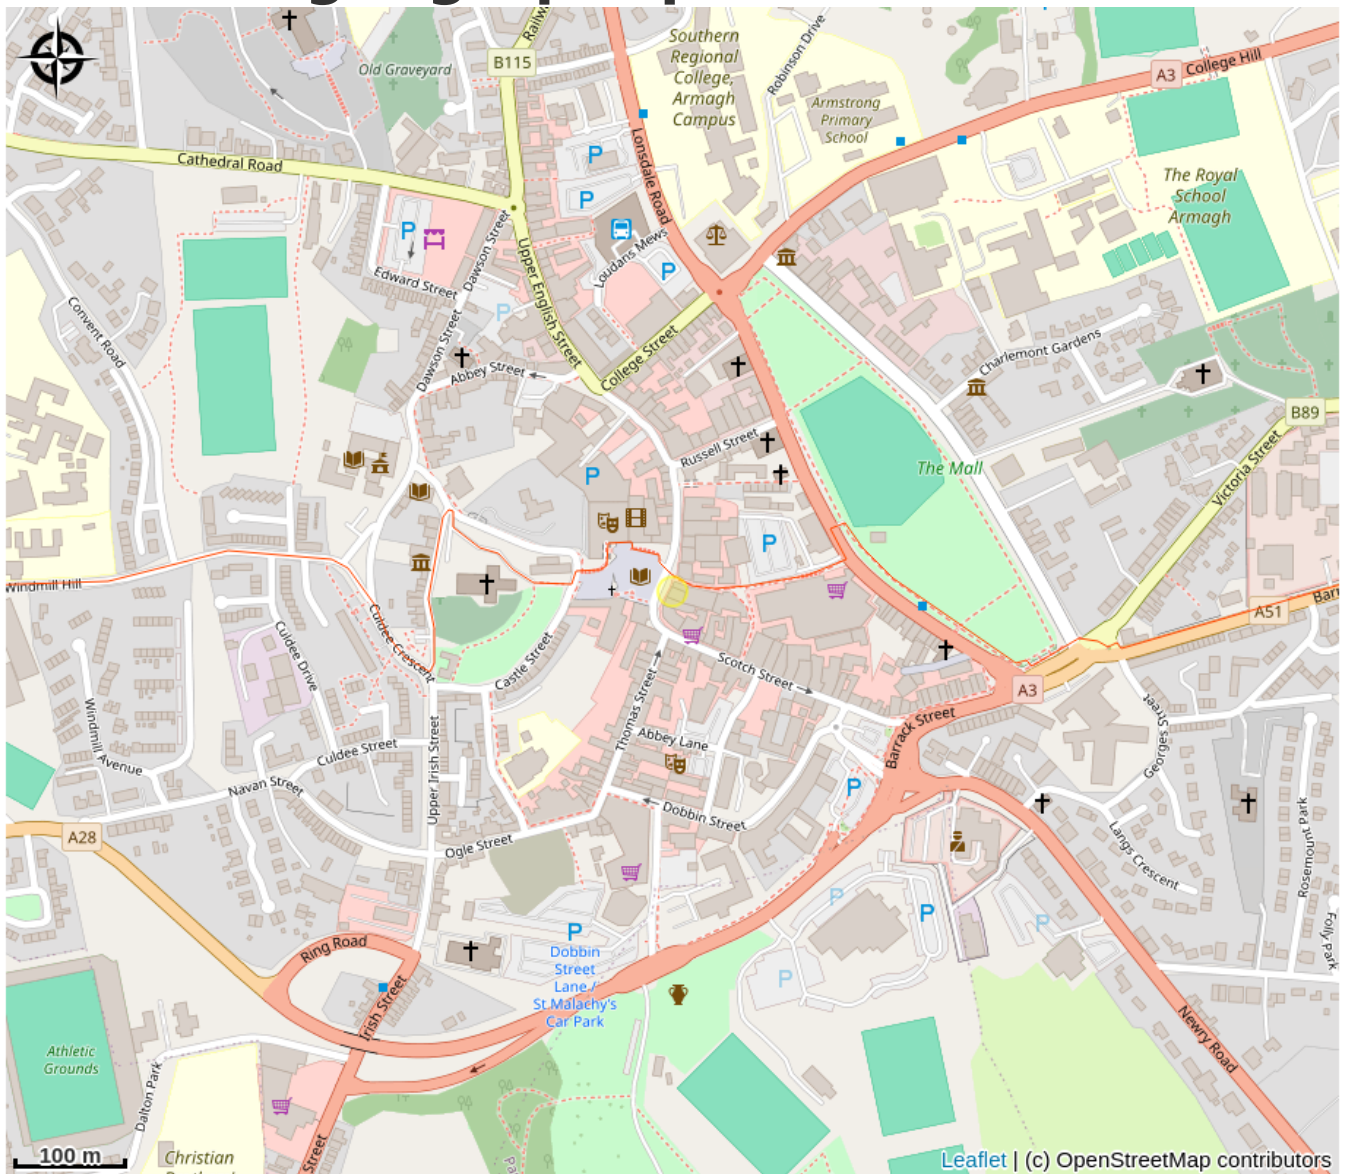 Railw
B115
Old Graveyard
Southern
Regional
College,
Armagh
Campus
Robinson Drive
Armstrong
Primary
School
A3
College Hill
The Royal
School
Armagh
Cathedral Road
Lonsdale Road
P
P
P
P
Loudans Mews
Dawson Street
Edward Street
Upper English Street
P
Convent Road
Dawson Street
Abbey Street
College Street
Charlemont Gardens
B89
Russell Street
The Mall
Victoria Street
P
P
Windmill Hill
Culdee Crescent
Culdee Drive
Castle Street
Scotch Street
A51
Barr
A3
Windmill Avenue
Culdee Street
Upper Irish Street
Thomas Street
Abbey Lane
Barrack Street
Georges Street
Navan Street
Dobbin Street
P
A28
Ogle Street
Langs Crescent
Rosemount Park
Folly Park
P
P
P
P
P
Ring Road
Irish Street
Dobbin
Street
Lane /
St Malachy's
Car Park
Newry Road
Athletic
Grounds
Dalton Park
Christian
Street
Pa
100 m
Leaflet | (c) OpenStreetMap contributors